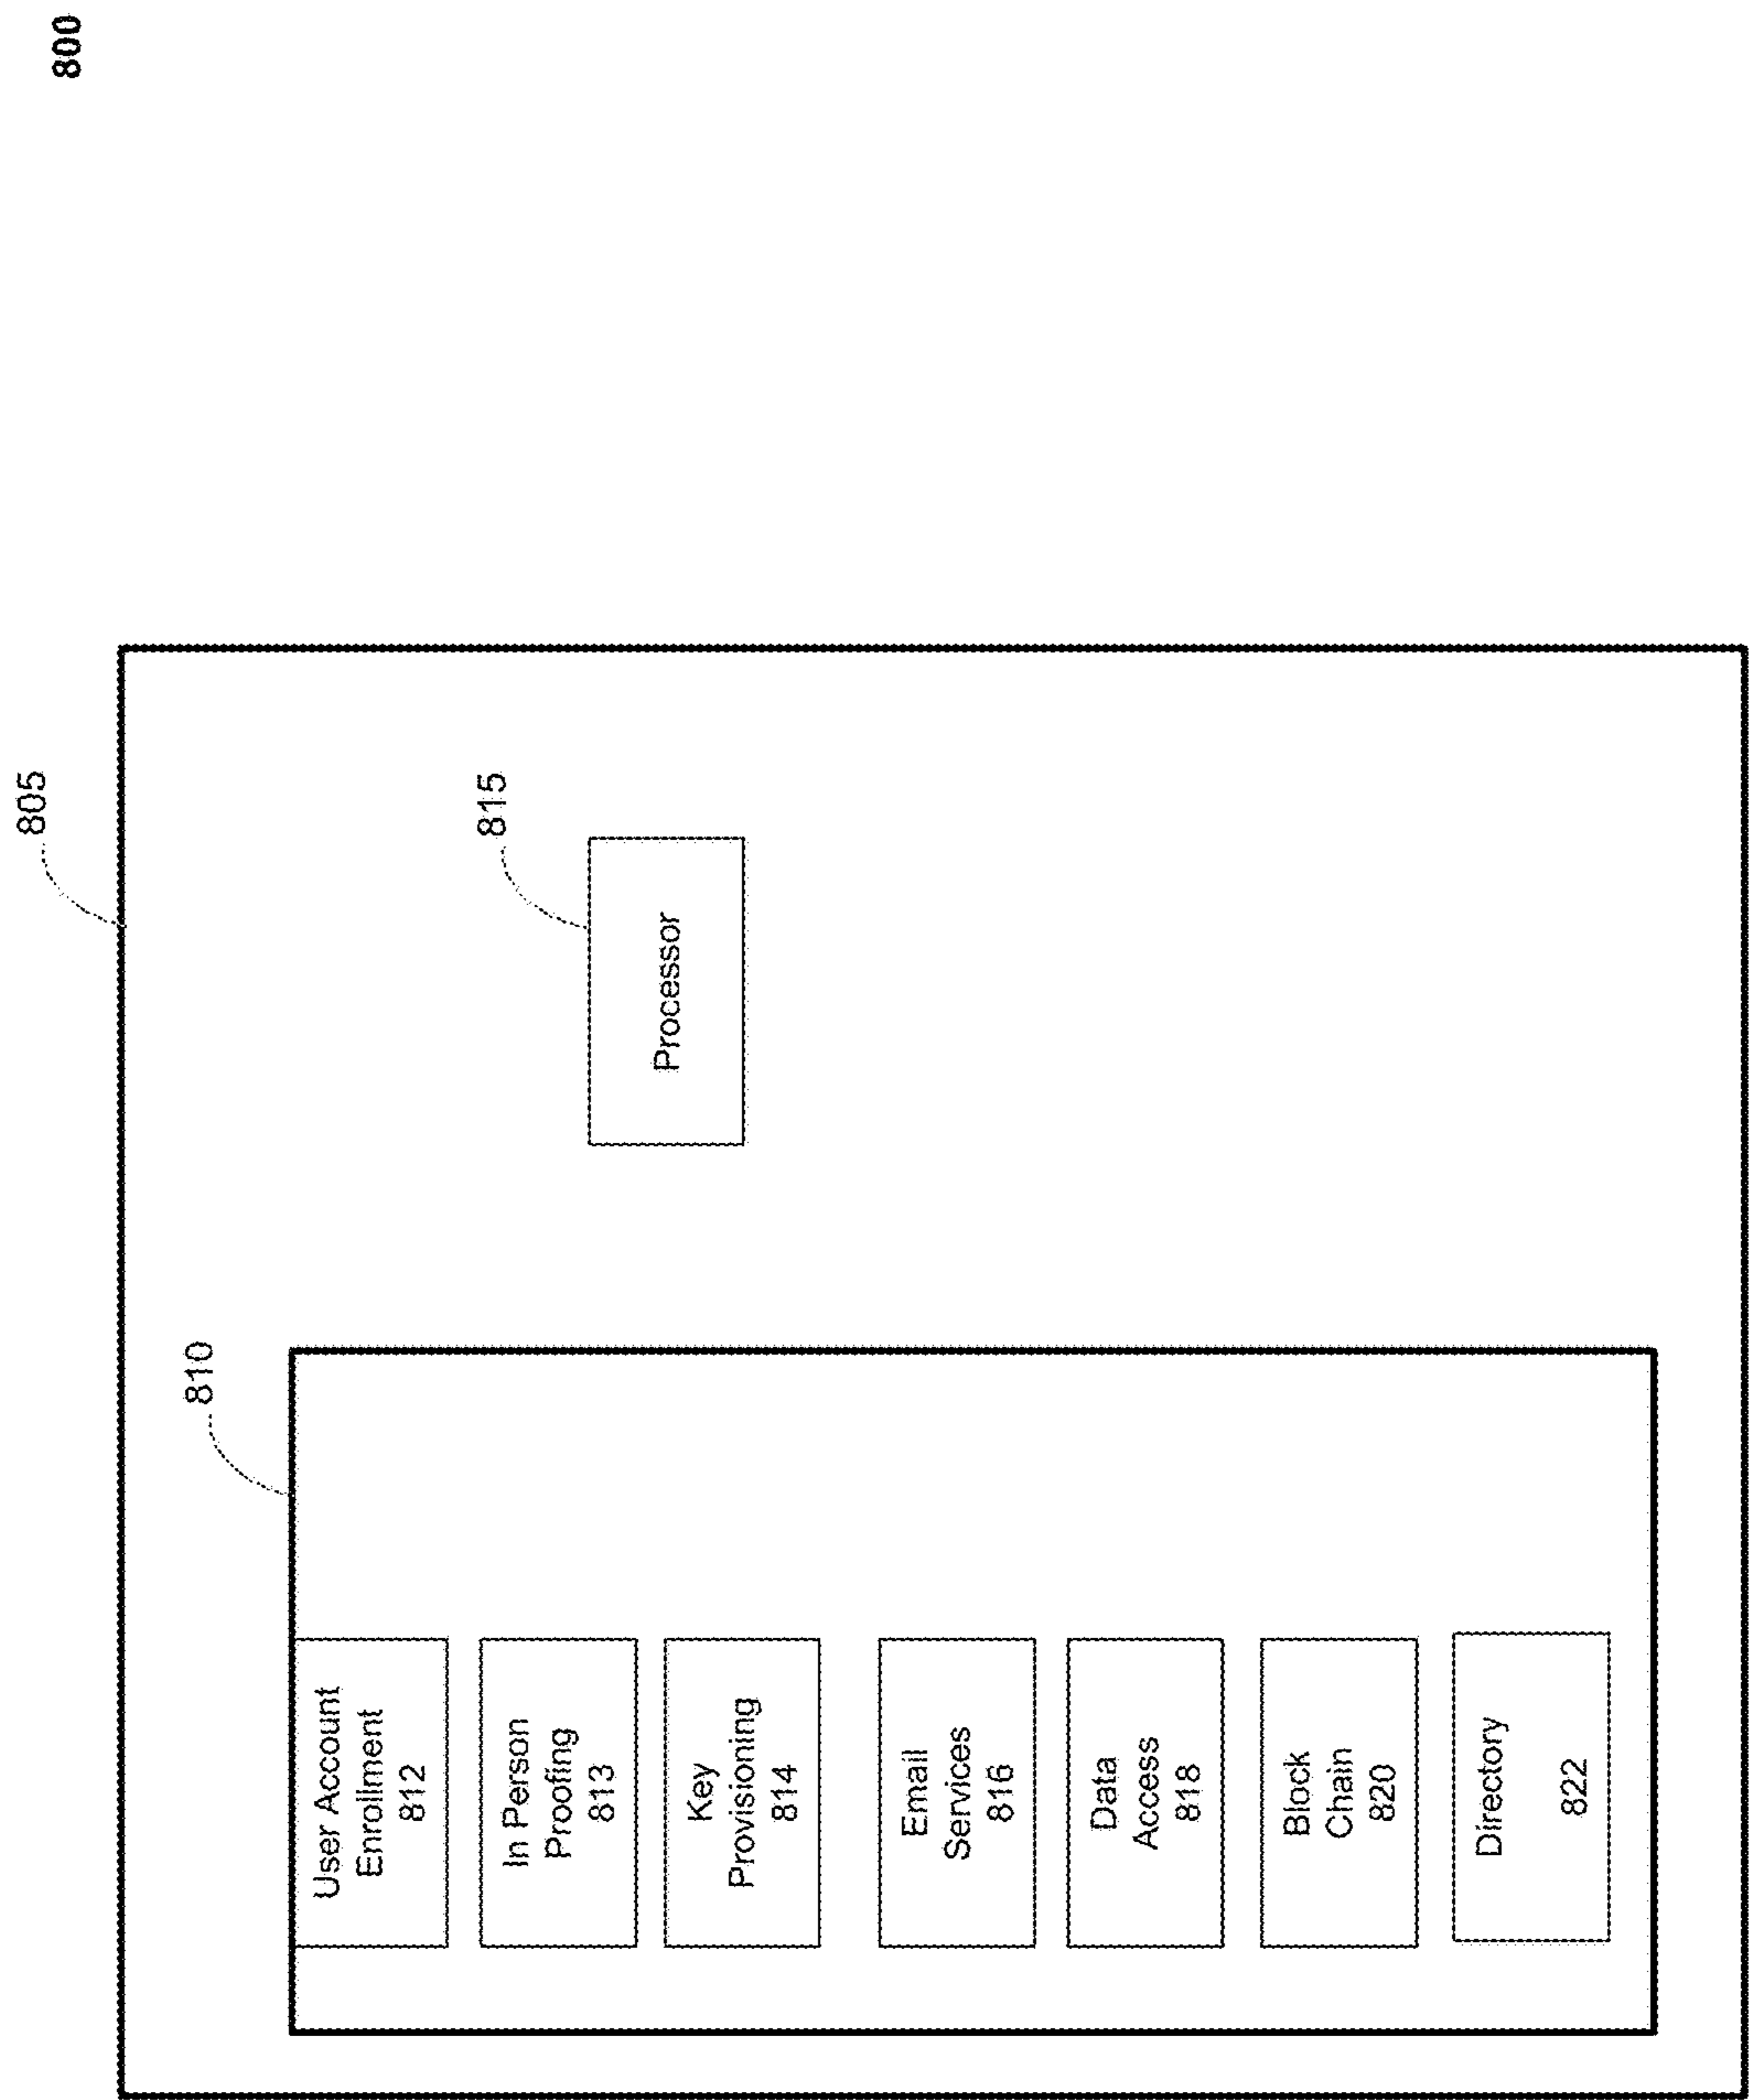 800
805
810
815
User Account
Enrollment
812
In Person
Proofing
813
Key
Provisioning
814
Processor
Email
Services
816
Data
Access
818
Block
Chain
820
Directory
822